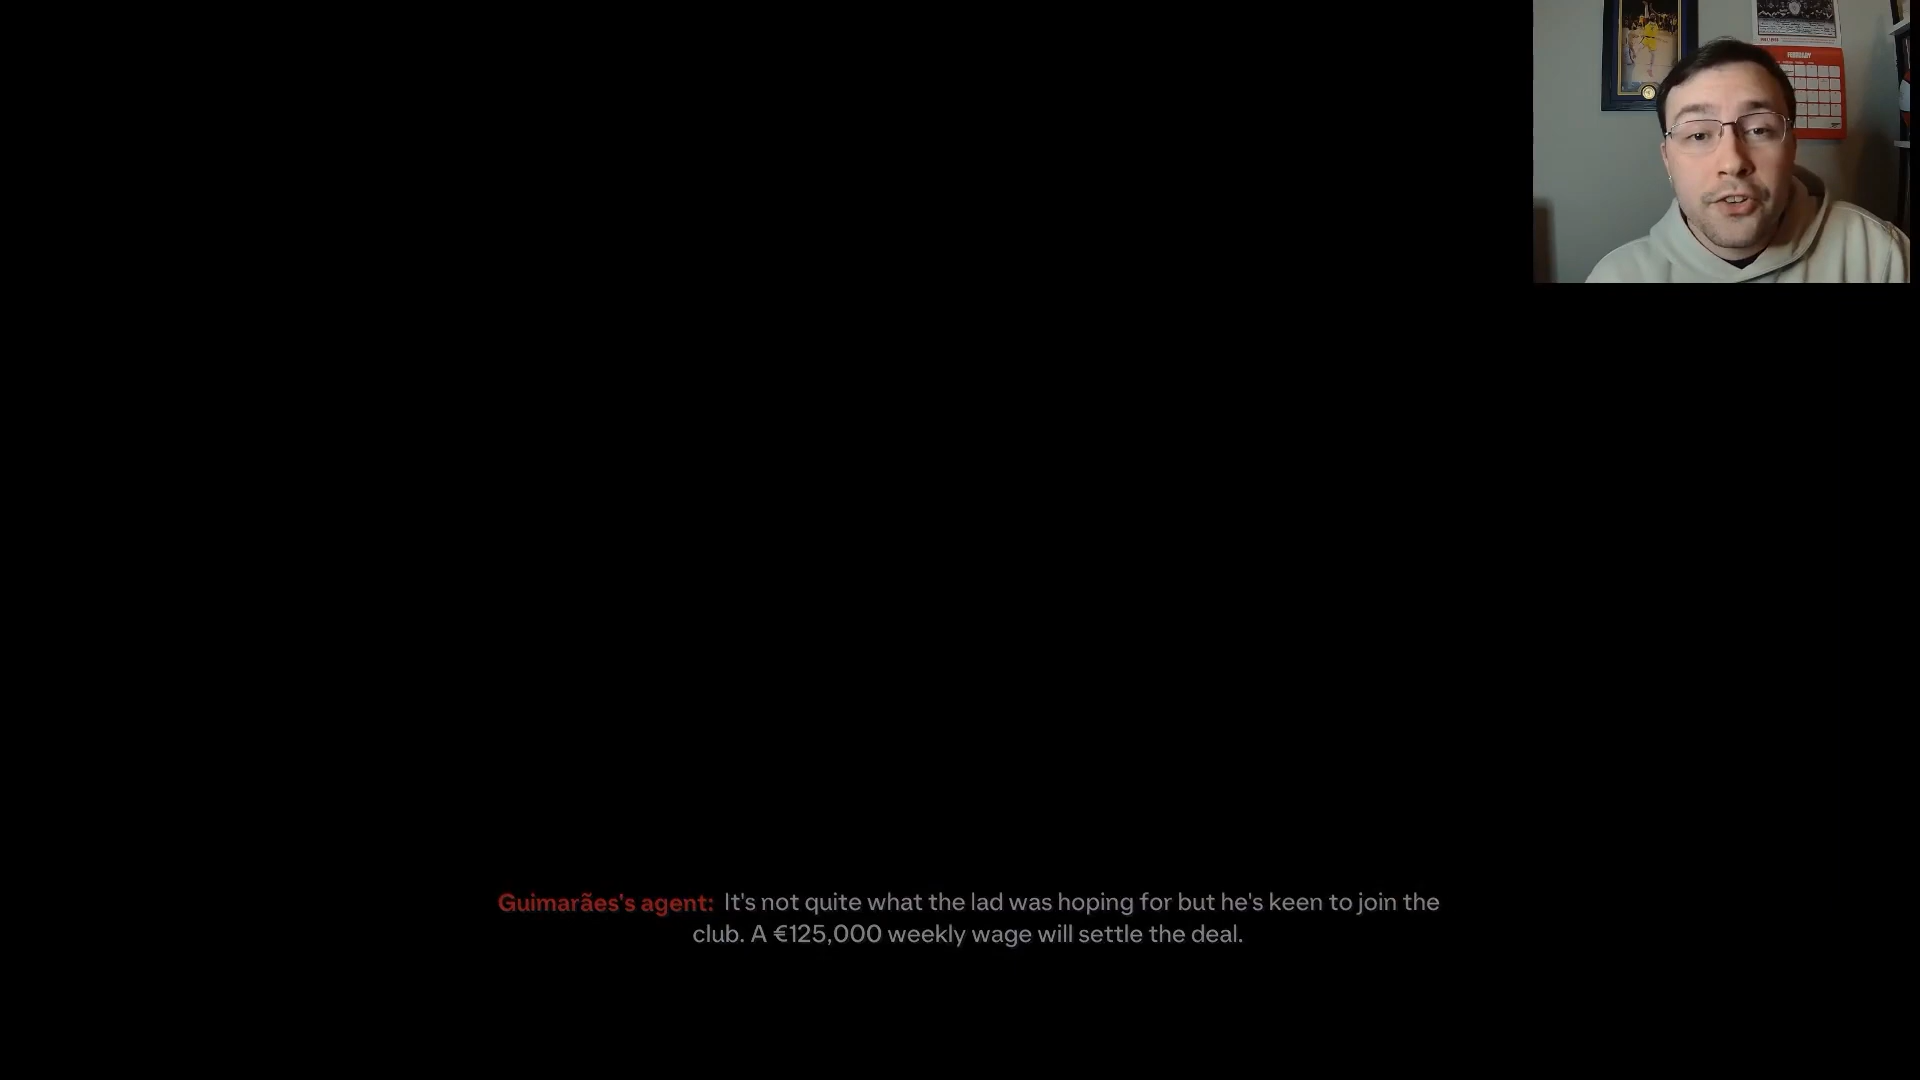 FEBRUARY
Guimarães's agent: It's not quite what the lad was hoping for but he's keen to join the
club. A €125,000 weekly wage will settle the deal.